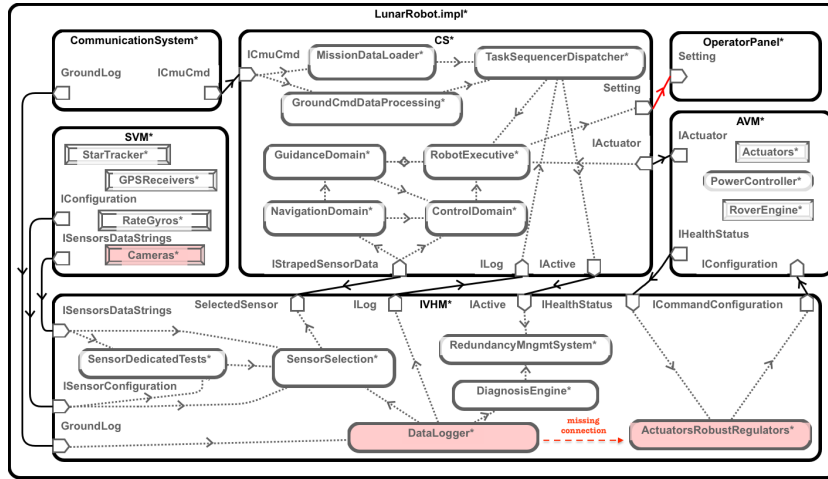 LunarRobot.impl*
CommunicationSystem*
GroundLog
ICmuCmd
CS*
ICmuCmd
MissionDataLoader*
TaskSequencerDispatcher*
GroundCmdDataProcessing*
Setting
OperatorPanel*
Setting
SVM*
StarTracker*
GPSReceivers*
IConfiguration
RateGyros*
ISensorsDataStrings
Cameras*
IActuator
GuidanceDomain*
RobotExecutive*
NavigationDomain*
ControlDomain*
IStrapedSensorData
ILog
IActive
AVM*
IActuator
Actuators*
PowerController*
RoverEngine*
IHealthStatus
IConfiguration
ISensorsDataStrings
SelectedSensor
ILog
IVHM*
IActive
IHealthStatus
ICommandConfiguration
SensorDedicatedTests*
SensorSelection*
RedundancyMngmtSystem*
ISensorConfiguration
DiagnosisEngine*
GroundLog
DataLogger*
missing
connection
ActuatorsRobustRegulators*